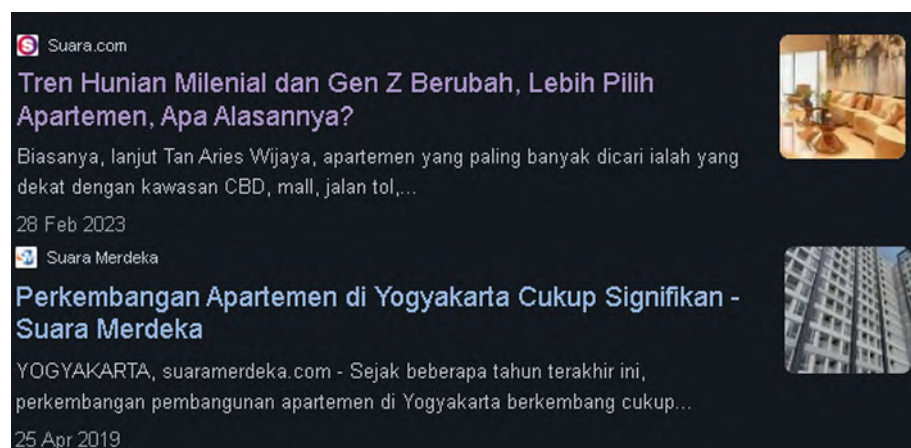 Suara.com
Tren Hunian Milenial dan Gen Z Berubah, Lebih Pilih
Apartemen, Apa Alasannya?
Biasanya, lanjut Tan Aries Wijaya, apartemen yang paling banyak dicari ialah yang
dekat dengan kawasan CBD, mall, jalan tol,...
28 Feb 2023
Suara Merdeka
Perkembangan Apartemen di Yogyakarta Cukup Signifikan -
Suara Merdeka
YOGYAKARTA, suaramerdeka.com - Sejak beberapa tahun terakhir ini,
perkembangan pembangunan apartemen di Yogyakarta berkembang cukup...
25 Apr 2019